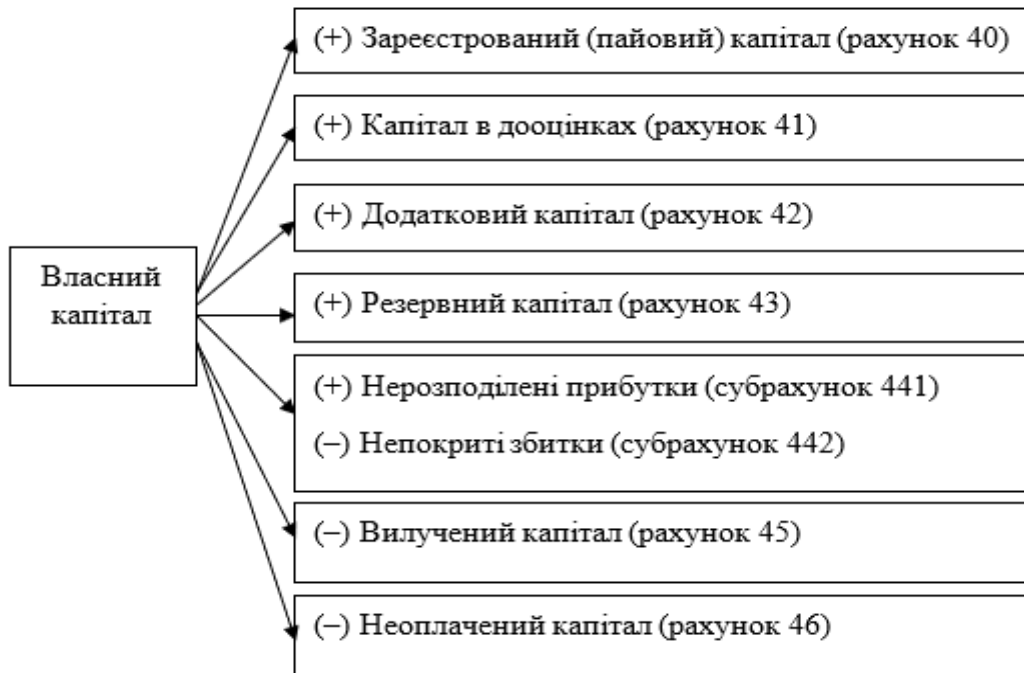 (+) Зареєстрований (пайовий) капітал (рахунок 40)
(+) Капітал в дооцінках (рахунок 41)
(+) Додатковий капітал (рахунок 42)
Власний
капітал
(+) Резервний капітал (рахунок 43)
(+) Нерозподілені прибутки (субрахунок 441)
(–) Непокриті збитки (субрахунок 442)
(–) Вилучений капітал (рахунок 45)
(–) Неоплачений капітал (рахунок 46)